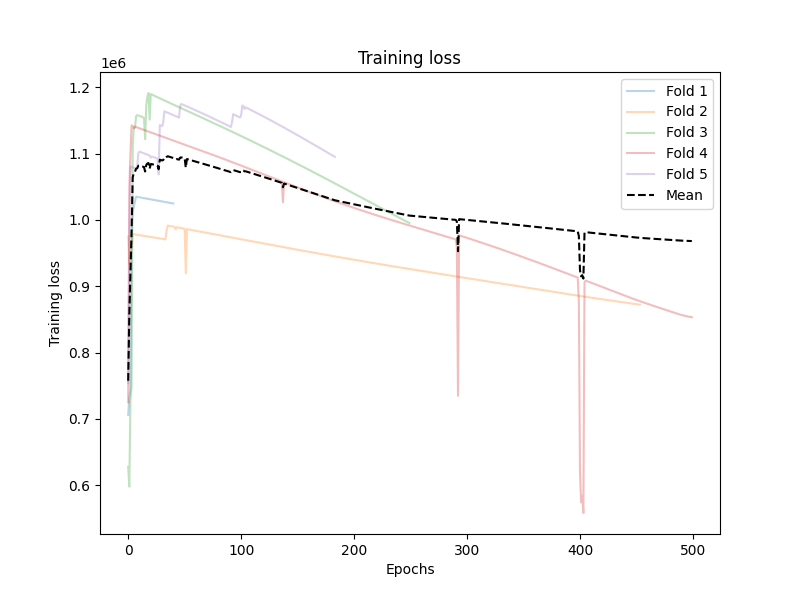 Training loss
1e6
1.2
1.1
1.0
0.9
0.8
0.7
0.6
Training loss
0
100
200
300
400
500
Epochs
Fold 1
Fold 2
Fold 3
Fold 4
Fold 5
Mean